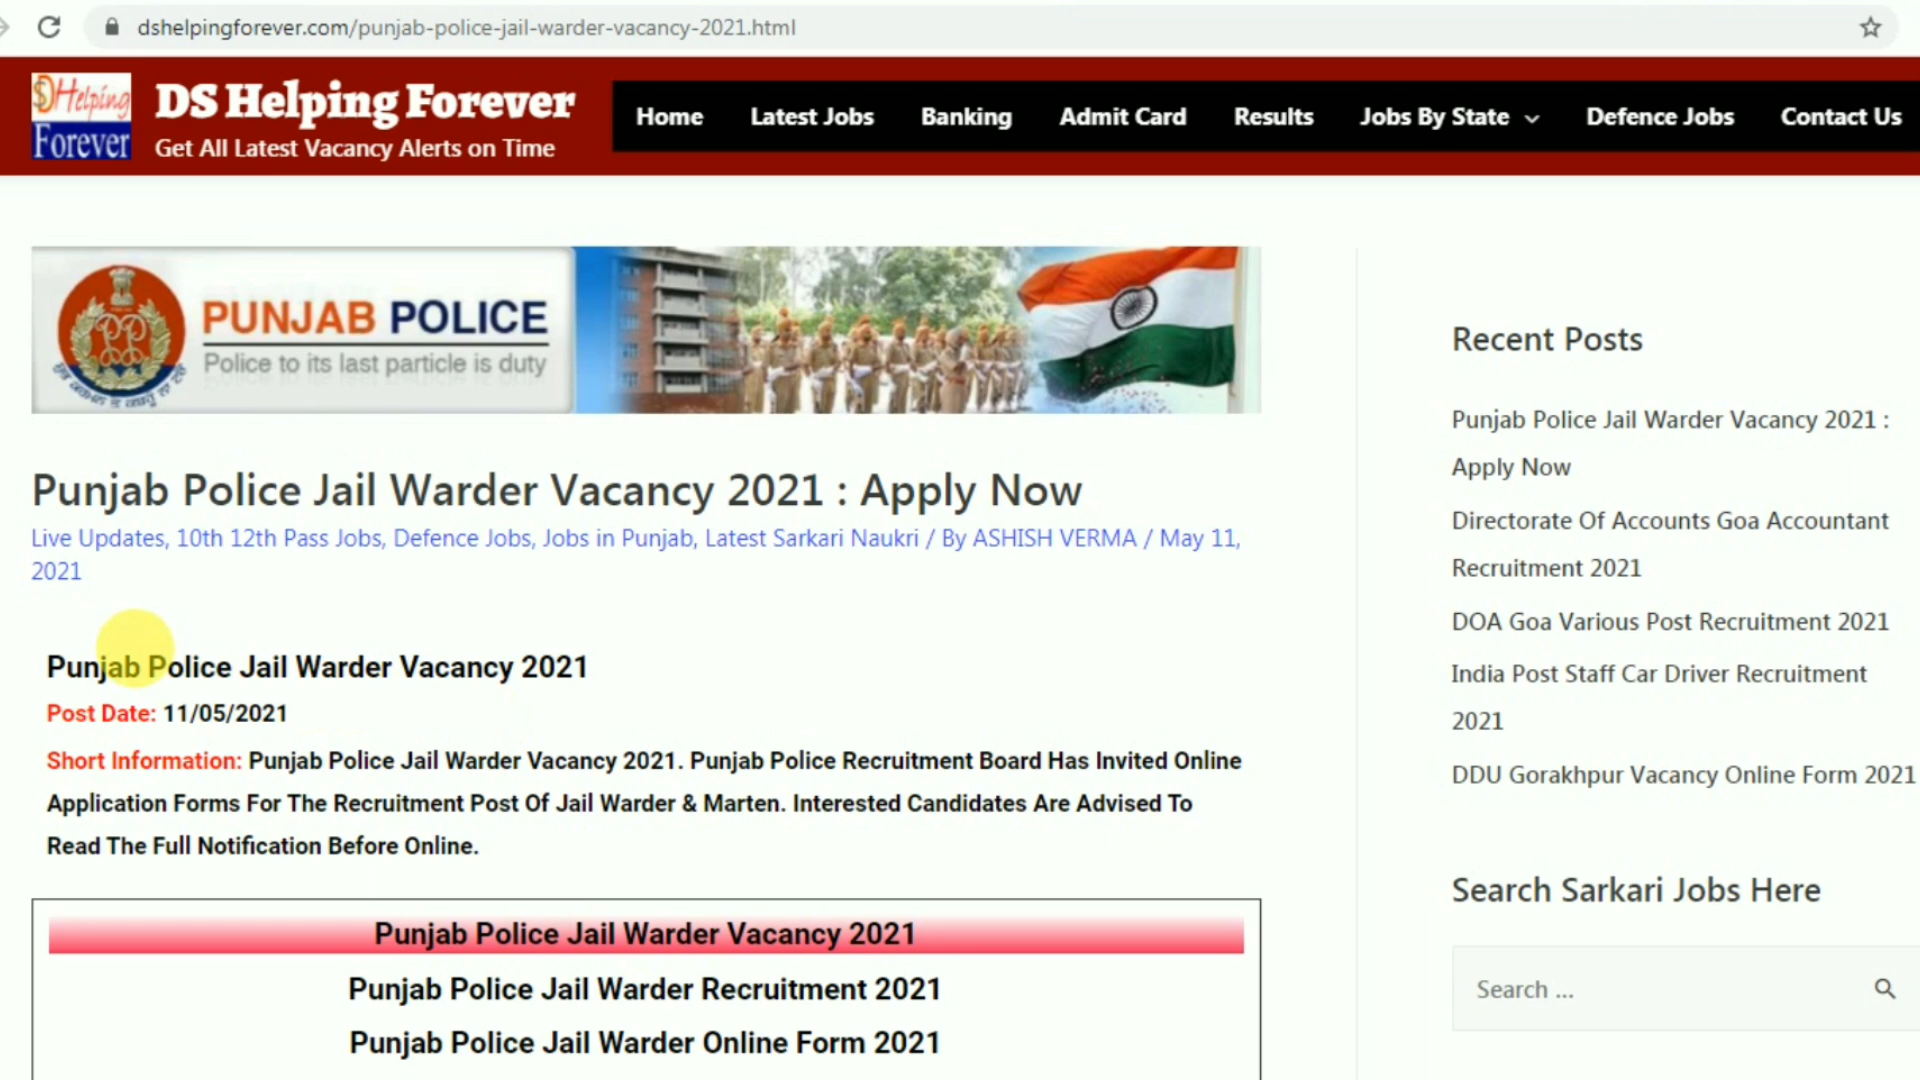 dshelpingforever.com/punjab-police-jail-warder-vacancy-2021.html
DHelping
Forever
DS Helping Forever
Get All Latest Vacancy Alerts on Time
Home Latest Jobs Banking Admit Card Results Jobs By State Defence Jobs Contact Us
PUNJAB POLICE
Police to its last particle is duty
Punjab Police Jail Warder Vacancy 2021 : Apply Now
Live Updates, 10th 12th Pass Jobs, Defence Jobs, Jobs in Punjab, Latest Sarkari Naukri / By ASHISH VERMA / May 11,
2021
Punjab Police Jail Warder Vacancy 2021
Post Date: 11/05/2021
Short Information: Punjab Police Jail Warder Vacancy 2021. Punjab Police Recruitment Board Has Invited Online
Application Forms For The Recruitment Post Of Jail Warder & Marten. Interested Candidates Are Advised To
Read The Full Notification Before Online.
Punjab Police Jail Warder Vacancy 2021
Punjab Police Jail Warder Recruitment 2021
Punjab Police Jail Warder Online Form 2021
Recent Posts
Punjab Police Jail Warder Vacancy 2021 :
Apply Now
Directorate Of Accounts Goa Accountant
Recruitment 2021
DOA Goa Various Post Recruitment 2021
India Post Staff Car Driver Recruitment
2021
DDU Gorakhpur Vacancy Online Form 2021
Search Sarkari Jobs Here
Search ...